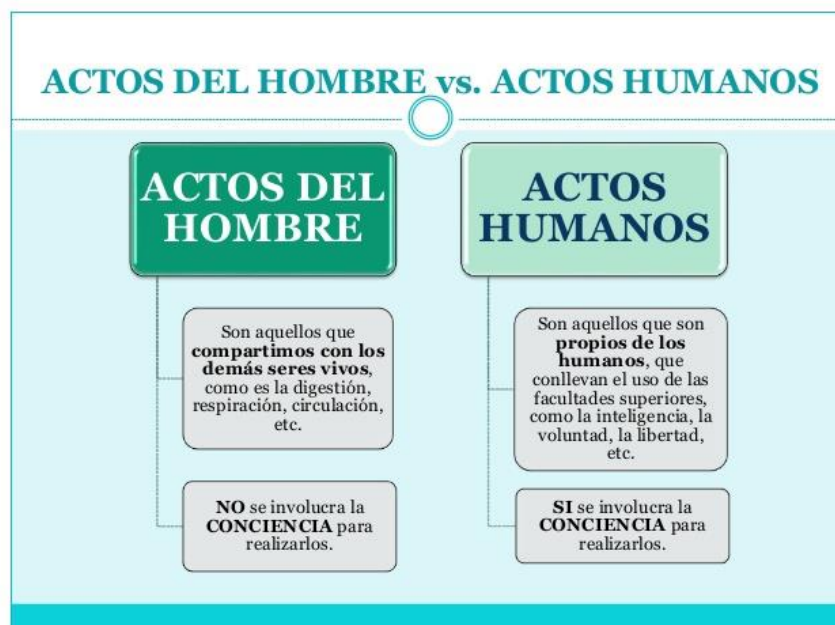 ACTOS DEL HOMBRE vs. ACTOS HUMANOS
ACTOS DEL
HOMBRE
Son aquellos que
compartimos con los
demás seres vivos,
como es la digestión,
respiración, circulación,
etc.
NO se involucra la
CONCIENCIA para
realizarlos.
ACTOS
HUMANOS
Son aquellos que son
propios de los
humanos, que
conllevan el uso de las
facultades superiores,
como la inteligencia, la
voluntad, la libertad,
etc.
SI se involucra la
CONCIENCIA para
realizarlos.